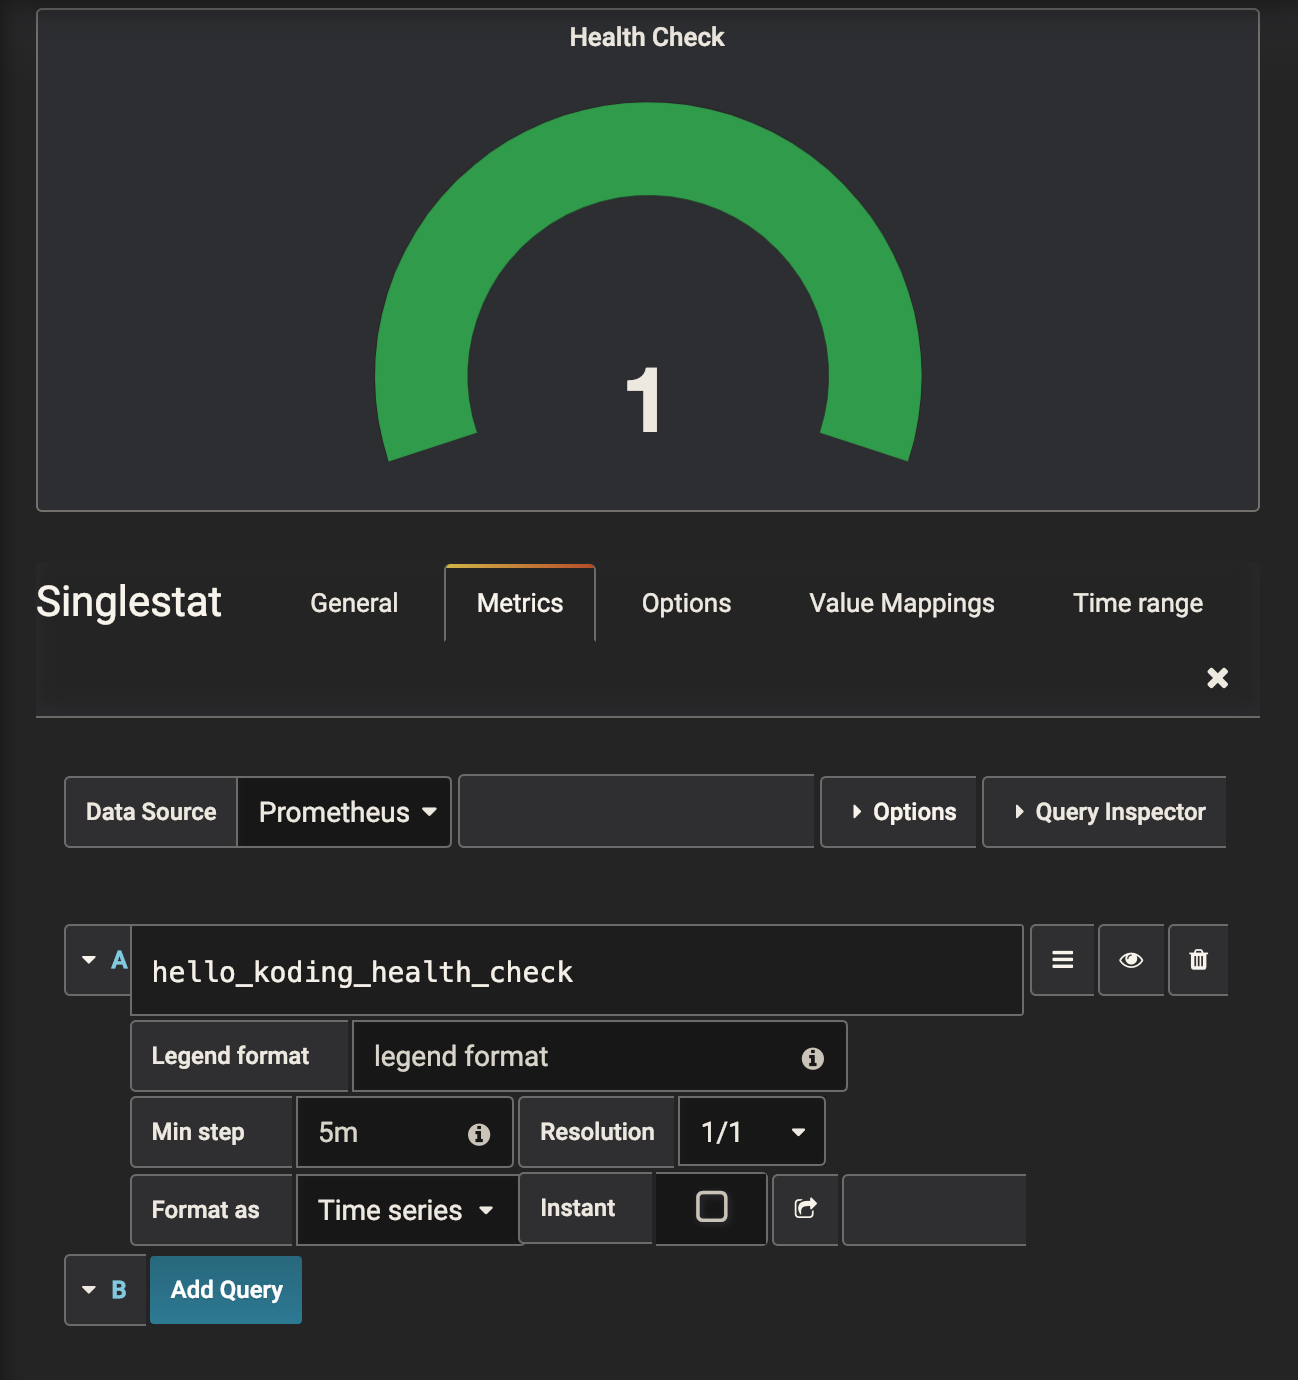 Health Check
1
Singlestat General Metrics Options Value Mappings Time range
Data Source Prometheus Options Query Inspector
A hello_koding_health_check
Legend format legend format
Min step 5m Resolution 1/1
Format as Time series Instant
B Add Query